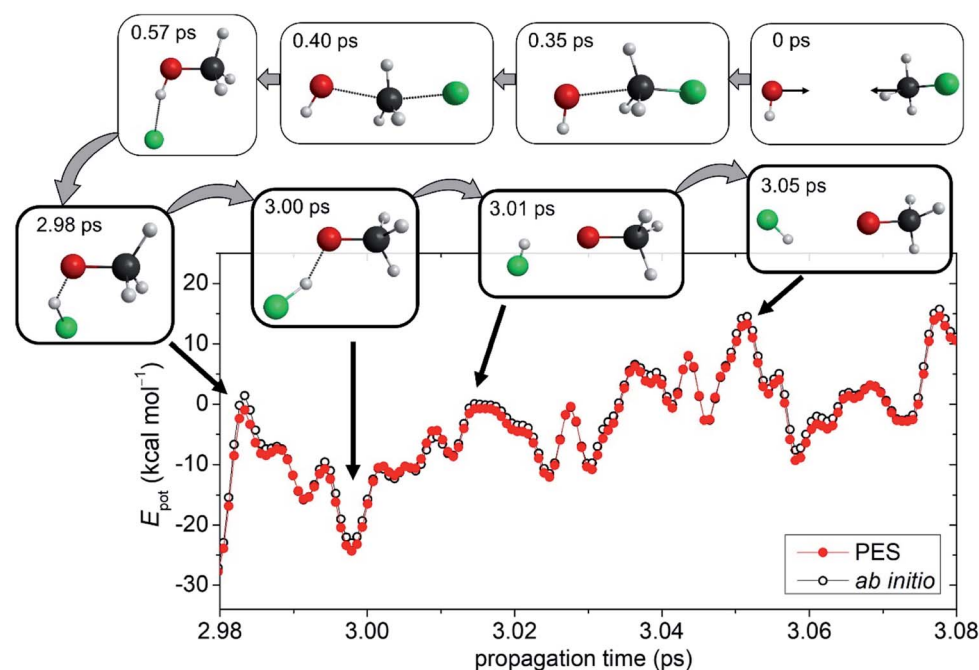 0.57 ps
0.40 ps
0.35 ps
0 ps
2.98 ps
3.00 ps
3.01 ps
3.05 ps
20
10
0
-10
-20
-30
E_pot (kcal mol⁻¹)
PES
ab initio
2.98
3.00
3.02
3.04
3.06
3.08
propagation time (ps)